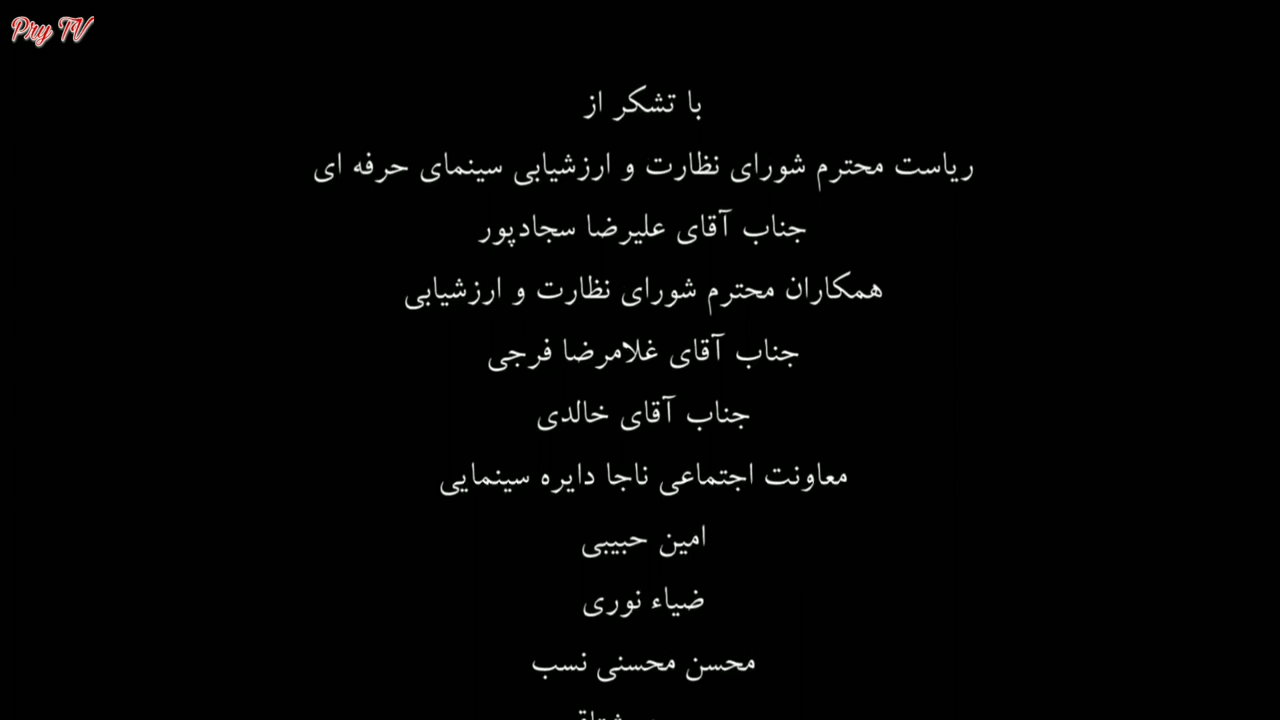 Pry TV
با تشکر از
ریاست محترم شورای نظارت و ارزشیابی سینمای حرفه ای
جناب آقای علیرضا سجادپور
همکاران محترم شورای نظارت و ارزشیابی
جناب آقای غلامرضا فرجی
جناب آقای خالدی
معاونت اجتماعی ناجا دایره سینمایی
امین حبیبی
ضیاء نوری
محسن محسنی نسب